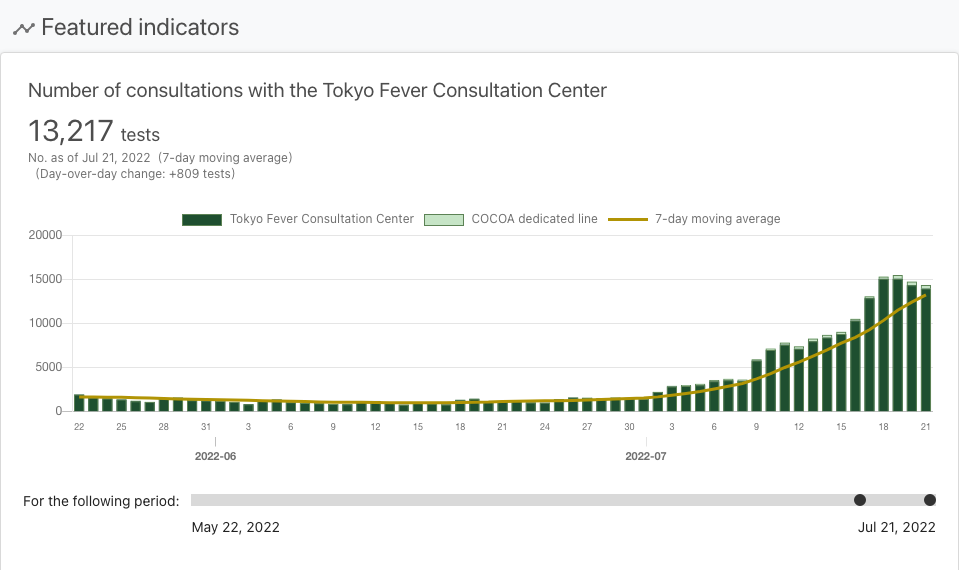 Featured indicators
Number of consultations with the Tokyo Fever Consultation Center
13,217 tests
No. as of Jul 21, 2022 (7-day moving average)
(Day-over-day change: +809 tests)
Tokyo Fever Consultation Center COCOA dedicated line 7-day moving average
20000
15000
10000
5000
0
22 25 28 31 3 6 9 12 15 18 21 24 27 30 3 6 9 12 15 18 21
2022-06 2022-07
For the following period:
May 22, 2022 Jul 21, 2022